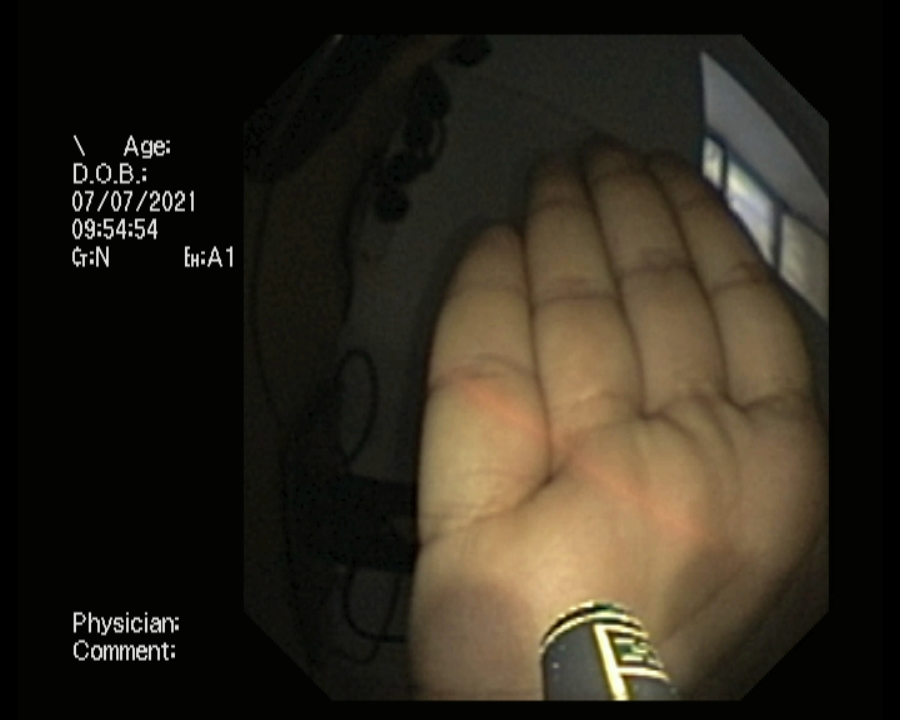 \ Age:
D.O.B.:
07/07/2021
09:54:54
Cr:N Eh:A1
Physician:
Comment: